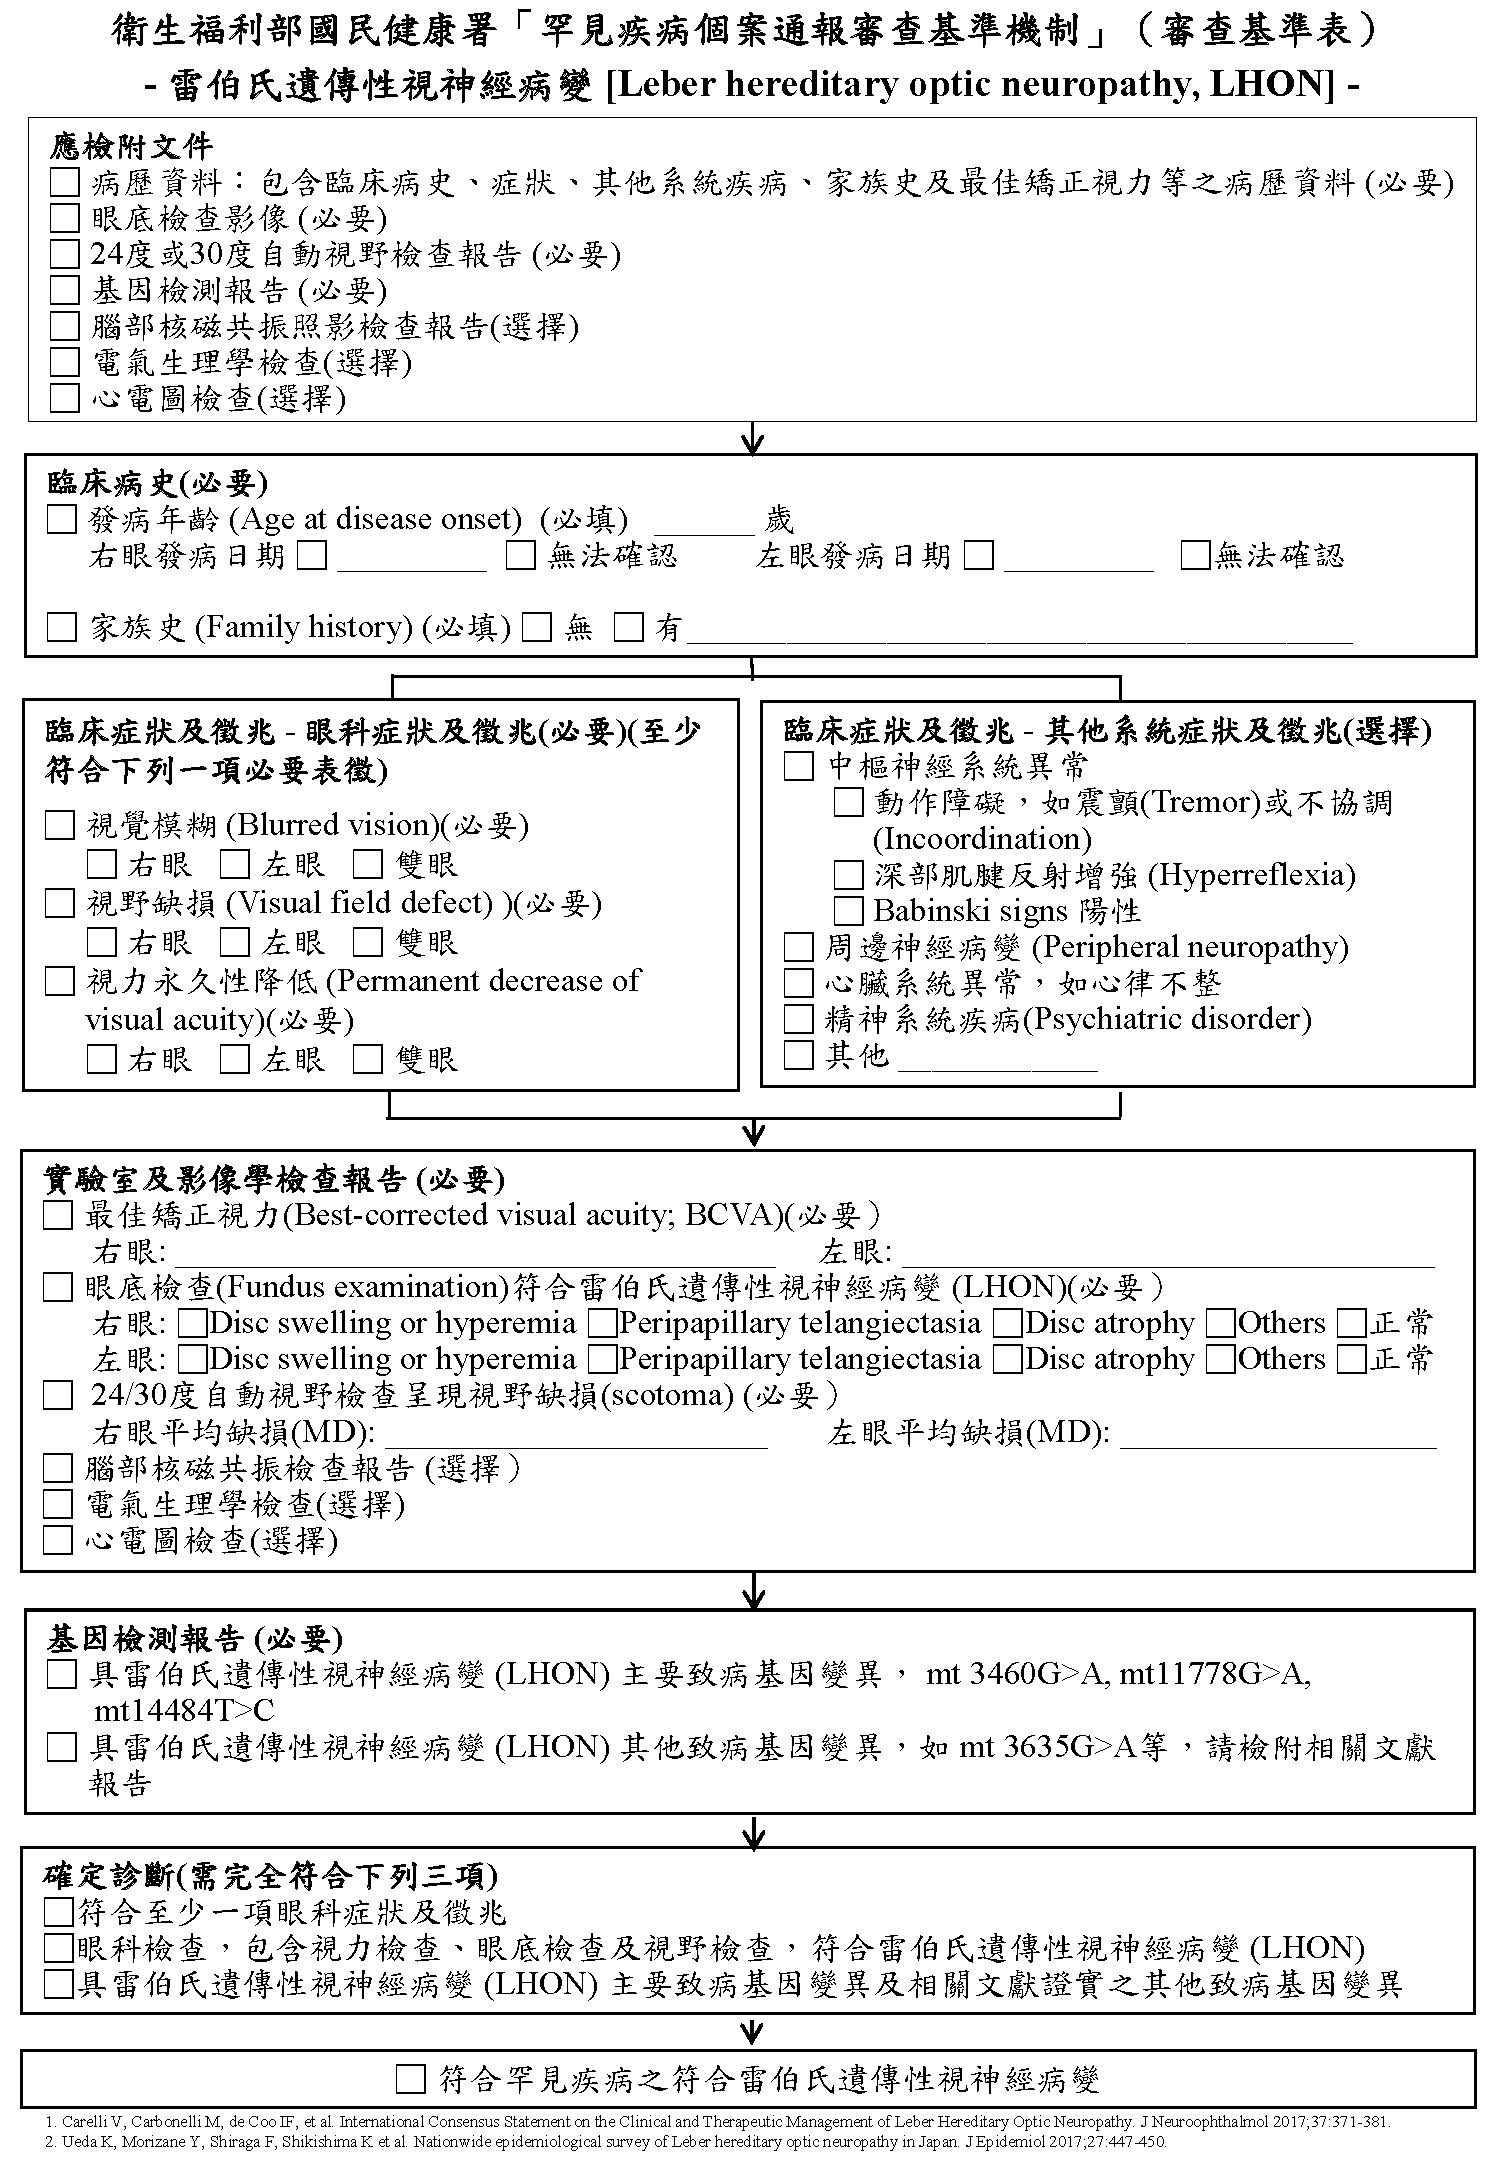 衛生福利部國民健康署「罕見疾病個案通報審查基準機制」（審查基準表）
- 雷伯氏遺傳性視神經病變 [Leber hereditary optic neuropathy, LHON] -
應檢附文件
□ 病歷資料：包含臨床病史、症狀、其他系統疾病、家族史及最佳矯正視力等之病歷資料 (必要)
□ 眼底檢查影像 (必要)
□ 24度或30度自動視野檢查報告 (必要)
□ 基因檢測報告 (必要)
□ 腦部核磁共振照影檢查報告(選擇)
□ 電氣生理學檢查(選擇)
□ 心電圖檢查(選擇)
臨床病史(必要)
□ 發病年齡 (Age at disease onset) (必填) ______ 歲
右眼發病日期 □ _________ □ 無法確認 左眼發病日期 □ _________ □無法確認
□ 家族史 (Family history) (必填) □ 無 □ 有________________________________________
臨床症狀及徵兆 - 眼科症狀及徵兆(必要)(至少
符合下列一項必要表徵)
□ 視覺模糊 (Blurred vision)(必要)
□ 右眼 □ 左眼 □ 雙眼
□ 視野缺損 (Visual field defect) )(必要)
□ 右眼 □ 左眼 □ 雙眼
□ 視力永久性降低 (Permanent decrease of
visual acuity)(必要)
□ 右眼 □ 左眼 □ 雙眼
臨床症狀及徵兆 - 其他系統症狀及徵兆(選擇)
□ 中樞神經系統異常
□ 動作障礙，如震顫(Tremor)或不協調
(Incoordination)
□ 深部肌腱反射增強 (Hyperreflexia)
□ Babinski signs 陽性
□ 周邊神經病變 (Peripheral neuropathy)
□ 心臟系統異常，如心律不整
□ 精神系統疾病(Psychiatric disorder)
□ 其他 ____________
實驗室及影像學檢查報告 (必要)
□ 最佳矯正視力(Best-corrected visual acuity; BCVA)(必要）
右眼: ____________________________________ 左眼: ________________________________
□ 眼底檢查(Fundus examination)符合雷伯氏遺傳性視神經病變 (LHON)(必要）
右眼: □Disc swelling or hyperemia □Peripapillary telangiectasia □Disc atrophy □Others □正常
左眼: □Disc swelling or hyperemia □Peripapillary telangiectasia □Disc atrophy □Others □正常
□ 24/30度自動視野檢查呈現視野缺損(scotoma) (必要）
右眼平均缺損(MD): _______________________ 左眼平均缺損(MD): ___________________
□ 腦部核磁共振檢查報告 (選擇）
□ 電氣生理學檢查(選擇)
□ 心電圖檢查(選擇)
基因檢測報告 (必要)
□ 具雷伯氏遺傳性視神經病變 (LHON) 主要致病基因變異， mt 3460G>A, mt11778G>A,
mt14484T>C
□ 具雷伯氏遺傳性視神經病變 (LHON) 其他致病基因變異，如 mt 3635G>A等，請檢附相關文獻
報告
確定診斷(需完全符合下列三項)
□符合至少一項眼科症狀及徵兆
□眼科檢查，包含視力檢查、眼底檢查及視野檢查，符合雷伯氏遺傳性視神經病變 (LHON)
□具雷伯氏遺傳性視神經病變 (LHON) 主要致病基因變異及相關文獻證實之其他致病基因變異
□ 符合罕見疾病之符合雷伯氏遺傳性視神經病變
1. Carelli V, Carbonelli M, de Coo IF, et al. International Consensus Statement on the Clinical and Therapeutic Management of Leber Hereditary Optic Neuropathy. J Neuroophthalmol 2017;37:371-381.
2. Ueda K, Morizane Y, Shiraga F, Shikishima K et al. Nationwide epidemiological survey of Leber hereditary optic neuropathy in Japan. J Epidemiol 2017;27:447-450.